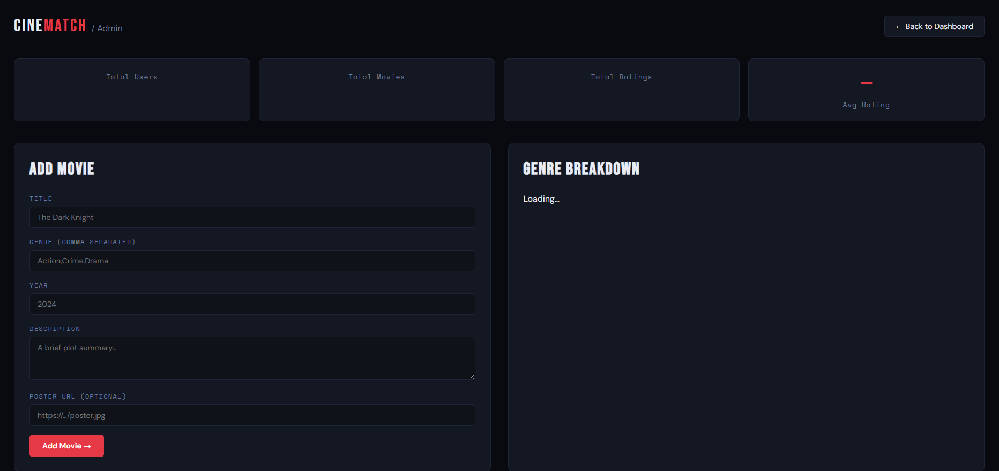 CINEMATCH / Admin
← Back to Dashboard
Total Users
Total Movies
Total Ratings
—
Avg Rating
ADD MOVIE
TITLE
The Dark Knight
GENRE (COMMA-SEPARATED)
Action,Crime,Drama
YEAR
2024
DESCRIPTION
A brief plot summary...
POSTER URL (OPTIONAL)
https://.../poster.jpg
Add Movie →
GENRE BREAKDOWN
Loading...